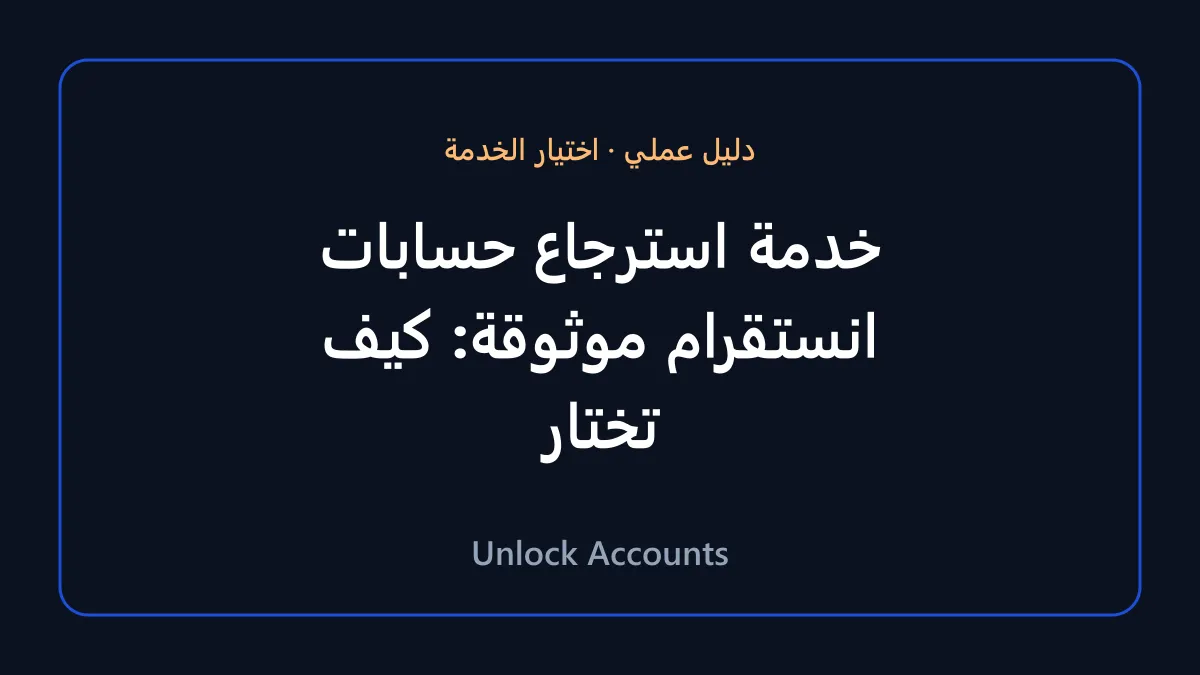 دليل عملي · اختيار الخدمة
خدمة استرجاع حسابات
انستقرام موثوقة: كيف
تختار
Unlock Accounts